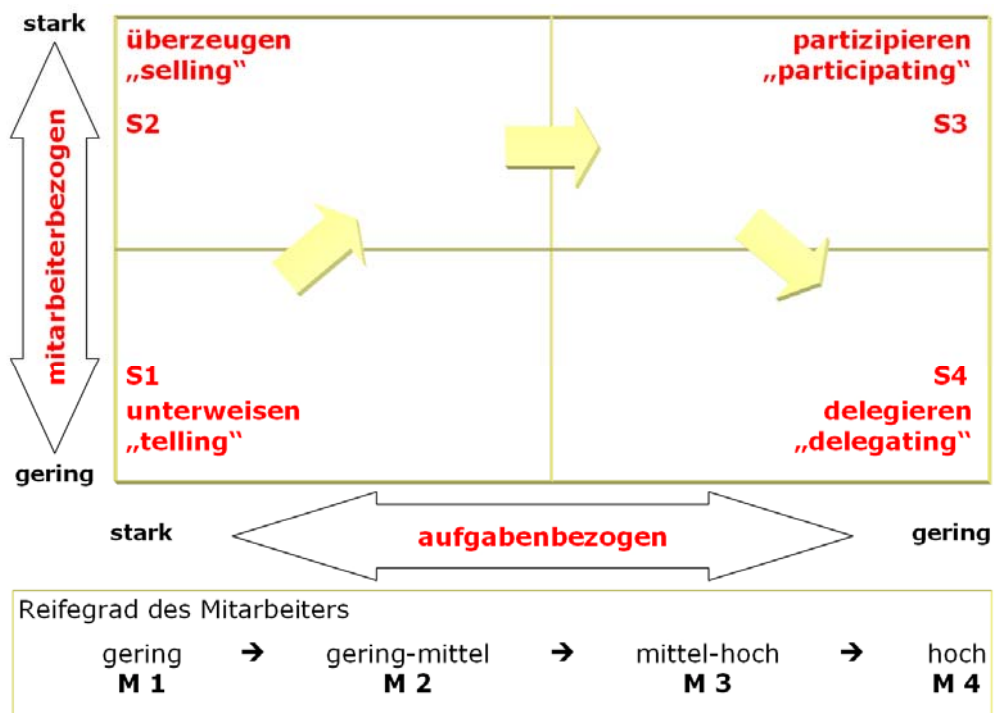 stark
überzeugen
„selling“
S2
partizipieren
„participating“
S3
mitarbeiterbezogen
S1
unterweisen
„telling“
S4
delegieren
„delegating“
gering
stark
aufgabenbezogen
gering
Reifegrad des Mitarbeiters
gering ➔ gering-mittel ➔ mittel-hoch ➔ hoch
M 1 M 2 M 3 M 4